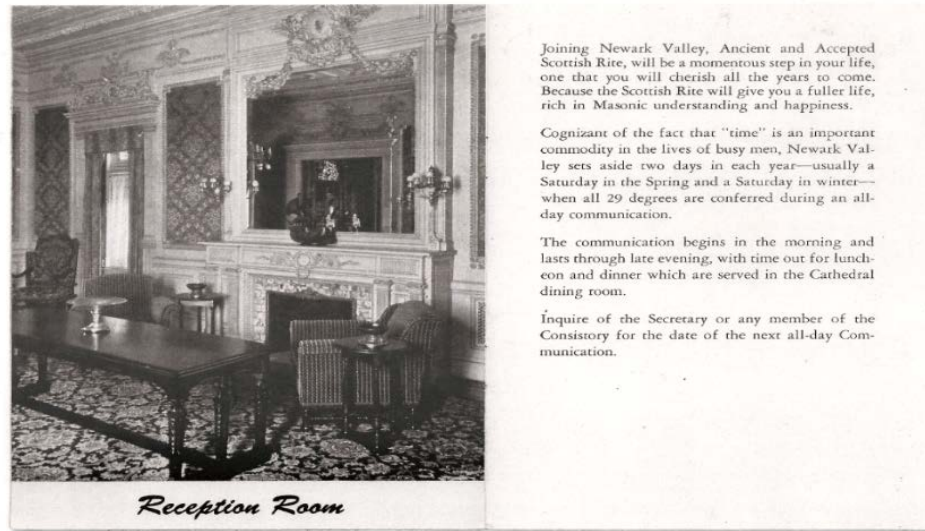 Reception Room
Joining Newark Valley, Ancient and Accepted
Scottish Rite, will be a momentous step in your life,
one that you will cherish all the years to come.
Because the Scottish Rite will give you a fuller life,
rich in Masonic understanding and happiness.
Cognizant of the fact that "time" is an important
commodity in the lives of busy men, Newark Val-
ley sets aside two days in each year—usually a
Saturday in the Spring and a Saturday in winter—
when all 29 degrees are conferred during an all-
day communication.
The communication begins in the morning and
lasts through late evening, with time out for lunch-
eon and dinner which are served in the Cathedral
dining room.
Inquire of the Secretary or any member of the
Consistory for the date of the next all-day Com-
munication.